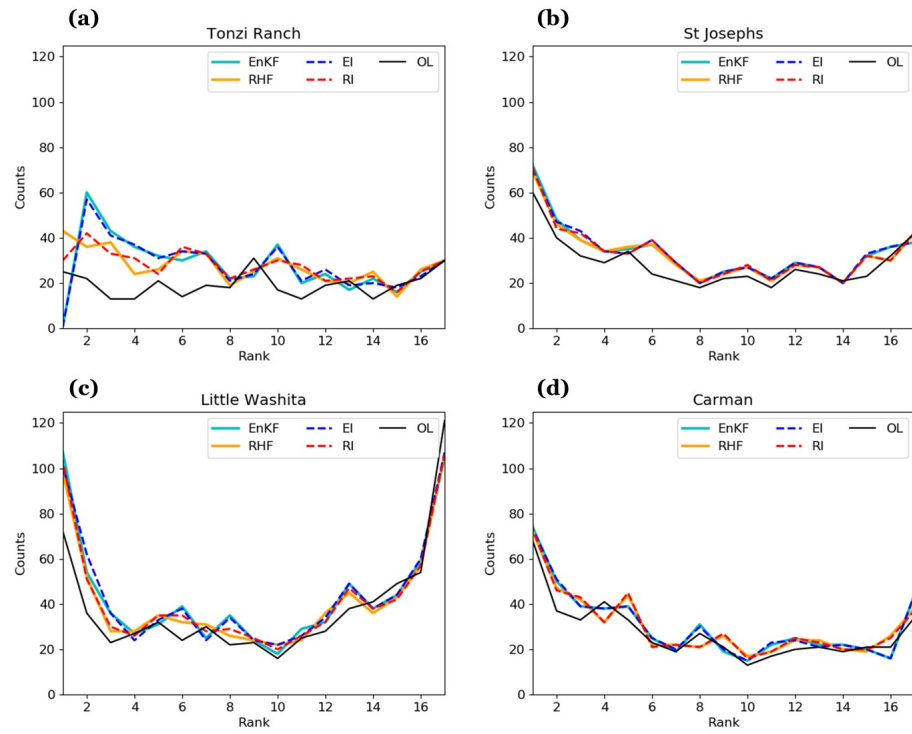 (a)
Tonzi Ranch
EnKF EI OL
RHF RI
120
100
80
60
40
20
0
Counts
2 4 6 8 10 12 14 16
Rank
(b)
St Josephs
EnKF EI OL
RHF RI
120
100
80
60
40
20
0
Counts
2 4 6 8 10 12 14 16
Rank
(c)
Little Washita
EnKF EI OL
RHF RI
120
100
80
60
40
20
0
Counts
2 4 6 8 10 12 14 16
Rank
(d)
Carman
EnKF EI OL
RHF RI
120
100
80
60
40
20
0
Counts
2 4 6 8 10 12 14 16
Rank